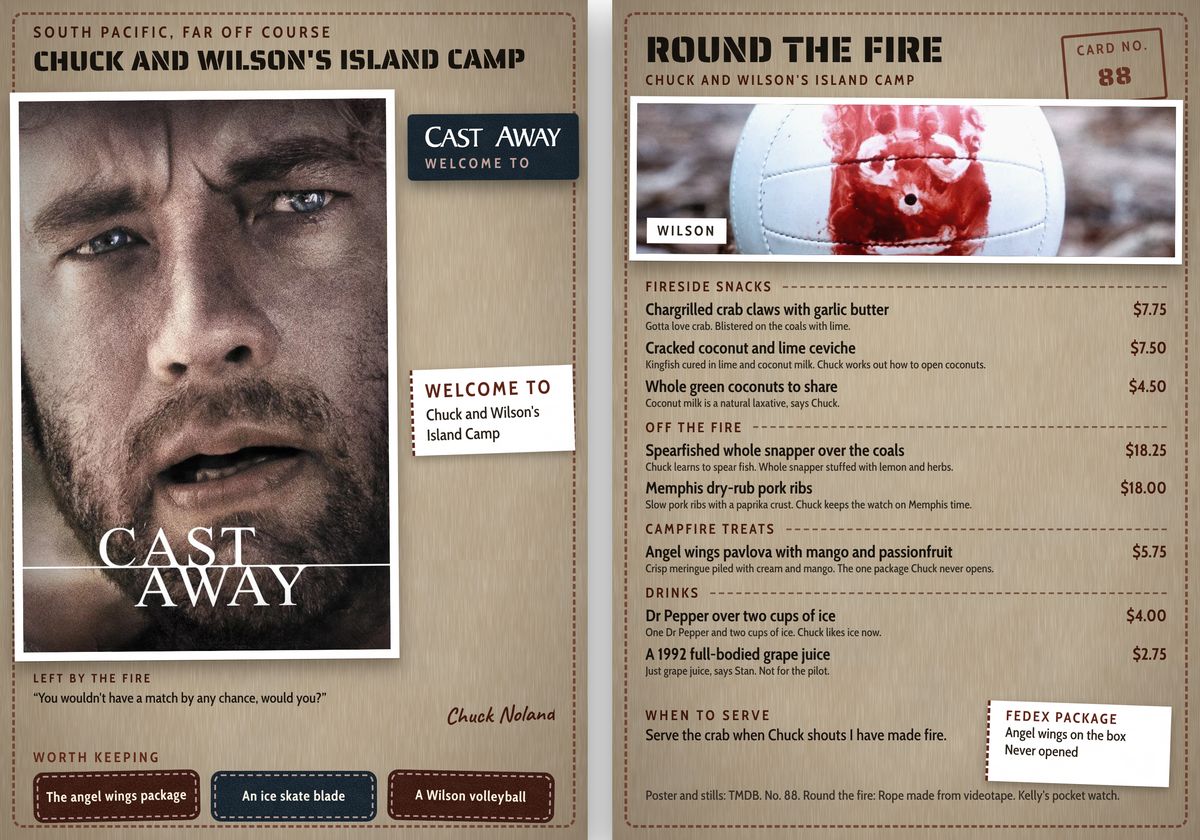 SOUTH PACIFIC, FAR OFF COURSE
CHUCK AND WILSON'S ISLAND CAMP
CAST AWAY
WELCOME TO
WELCOME TO
Chuck and Wilson's
Island Camp
CAST
AWAY
LEFT BY THE FIRE
“You wouldn't have a match by any chance, would you?”
Chuck Noland
WORTH KEEPING
The angel wings package
An ice skate blade
A Wilson volleyball
ROUND THE FIRE
CHUCK AND WILSON'S ISLAND CAMP
CARD NO.
88
WILSON
FIRESIDE SNACKS
Chargrilled crab claws with garlic butter $7.75
Gotta love crab. Blistered on the coals with lime.
Cracked coconut and lime ceviche $7.50
Kingfish cured in lime and coconut milk. Chuck works out how to open coconuts.
Whole green coconuts to share $4.50
Coconut milk is a natural laxative, says Chuck.
OFF THE FIRE
Spearfished whole snapper over the coals $18.25
Chuck learns to spear fish. Whole snapper stuffed with lemon and herbs.
Memphis dry-rub pork ribs $18.00
Slow pork ribs with a paprika crust. Chuck keeps the watch on Memphis time.
CAMPFIRE TREATS
Angel wings pavlova with mango and passionfruit $5.75
Crisp meringue piled with cream and mango. The one package Chuck never opens.
DRINKS
Dr Pepper over two cups of ice $4.00
One Dr Pepper and two cups of ice. Chuck likes ice now.
A 1992 full-bodied grape juice $2.75
Just grape juice, says Stan. Not for the pilot.
WHEN TO SERVE
Serve the crab when Chuck shouts I have made fire.
FEDEX PACKAGE
Angel wings on the box
Never opened
Poster and stills: TMDB. No. 88. Round the fire: Rope made from videotape. Kelly's pocket watch.